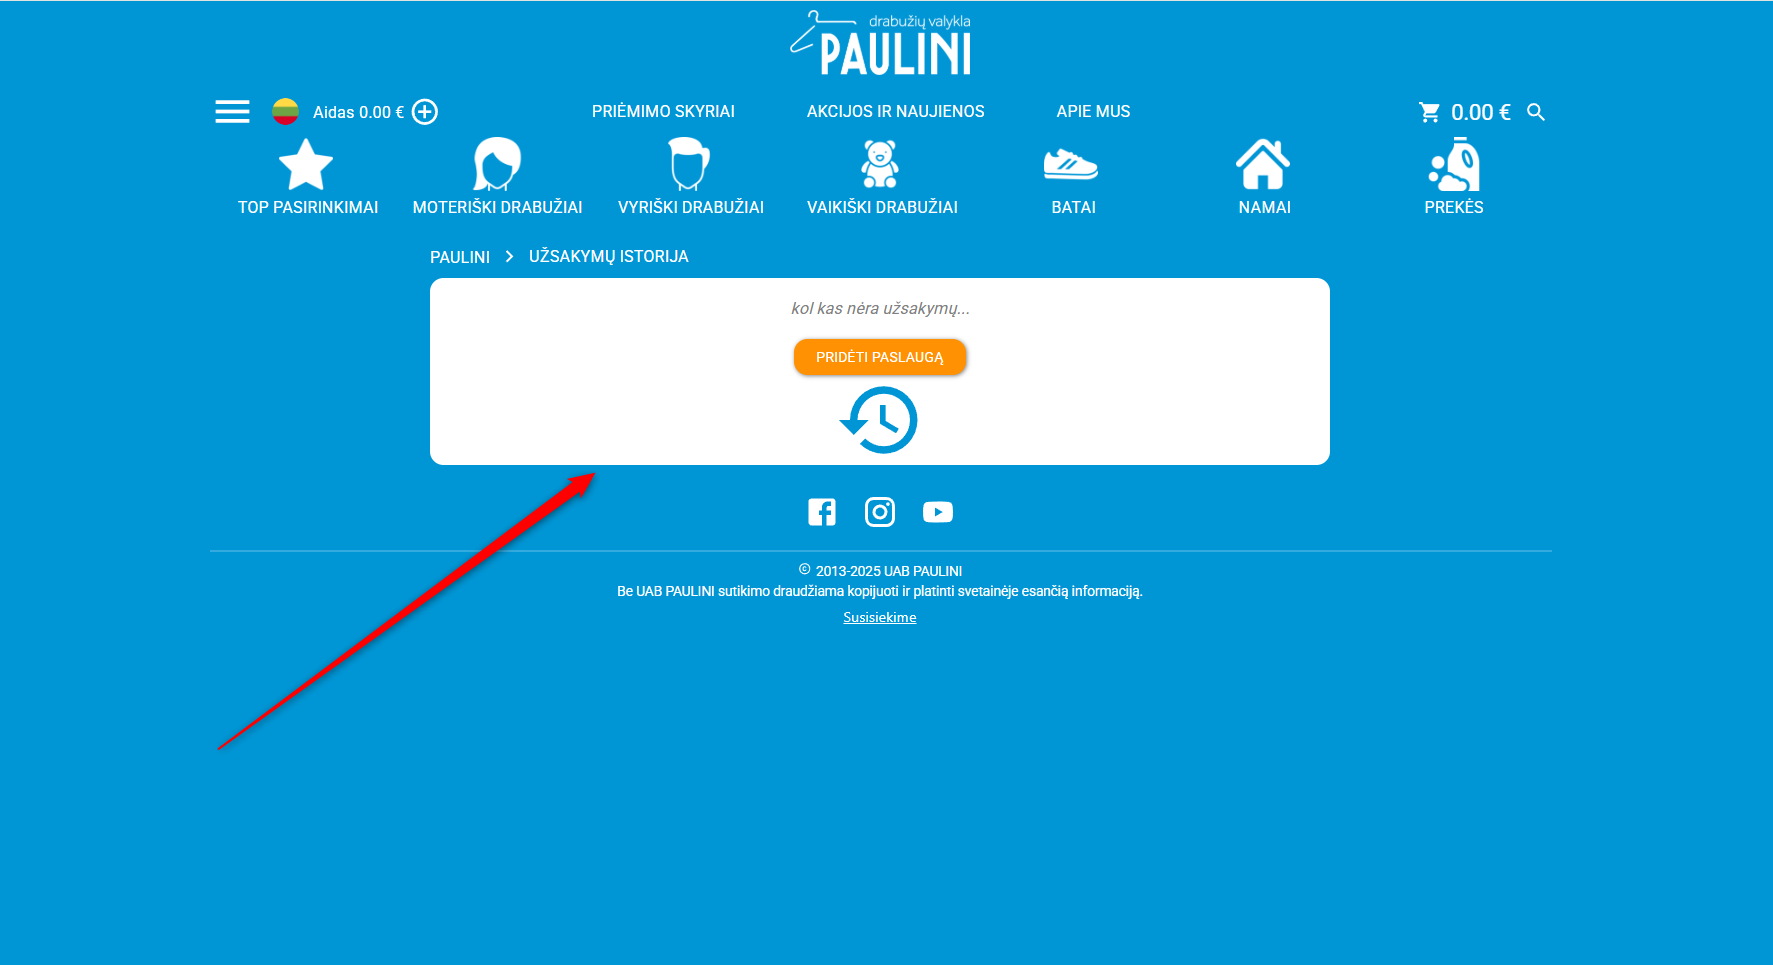 drabužių valykla
PAULINI
Aidas 0.00 €
PRIĖMIMO SKYRIAI
AKCIJOS IR NAUJIENOS
APIE MUS
0.00 €
TOP PASIRINKIMAI
MOTERIŠKI DRABUŽIAI
VYRIŠKI DRABUŽIAI
VAIKIŠKI DRABUŽIAI
BATAI
NAMAI
PREKĖS
PAULINI > UŽSAKYMŲ ISTORIJA
kol kas nėra užsakymų...
PRIDĖTI PASLAUGĄ
© 2013-2025 UAB PAULINI
Be UAB PAULINI sutikimo draudžiama kopijuoti ir platinti svetainėje esančią informaciją.
Susisiekime